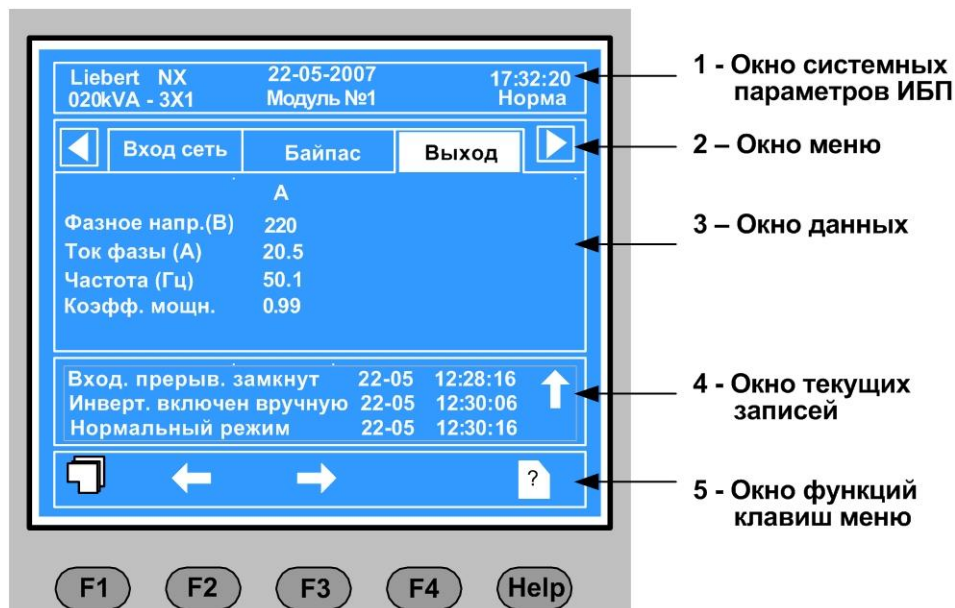 Liebert NX 22-05-2007 17:32:20
020kVA - 3X1 Модуль №1 Норма
Вход сеть Байпас Выход
A
Фазное напр.(В) 220
Ток фазы (А) 20.5
Частота (Гц) 50.1
Коэфф. мощн. 0.99
Вход. прерыв. замкнут 22-05 12:28:16
Инверт. включен вручную 22-05 12:30:06
Нормальный режим 22-05 12:30:16
?
F1 F2 F3 F4 Help
1 - Окно системных
параметров ИБП
2 – Окно меню
3 – Окно данных
4 - Окно текущих
записей
5 - Окно функций
клавиш меню